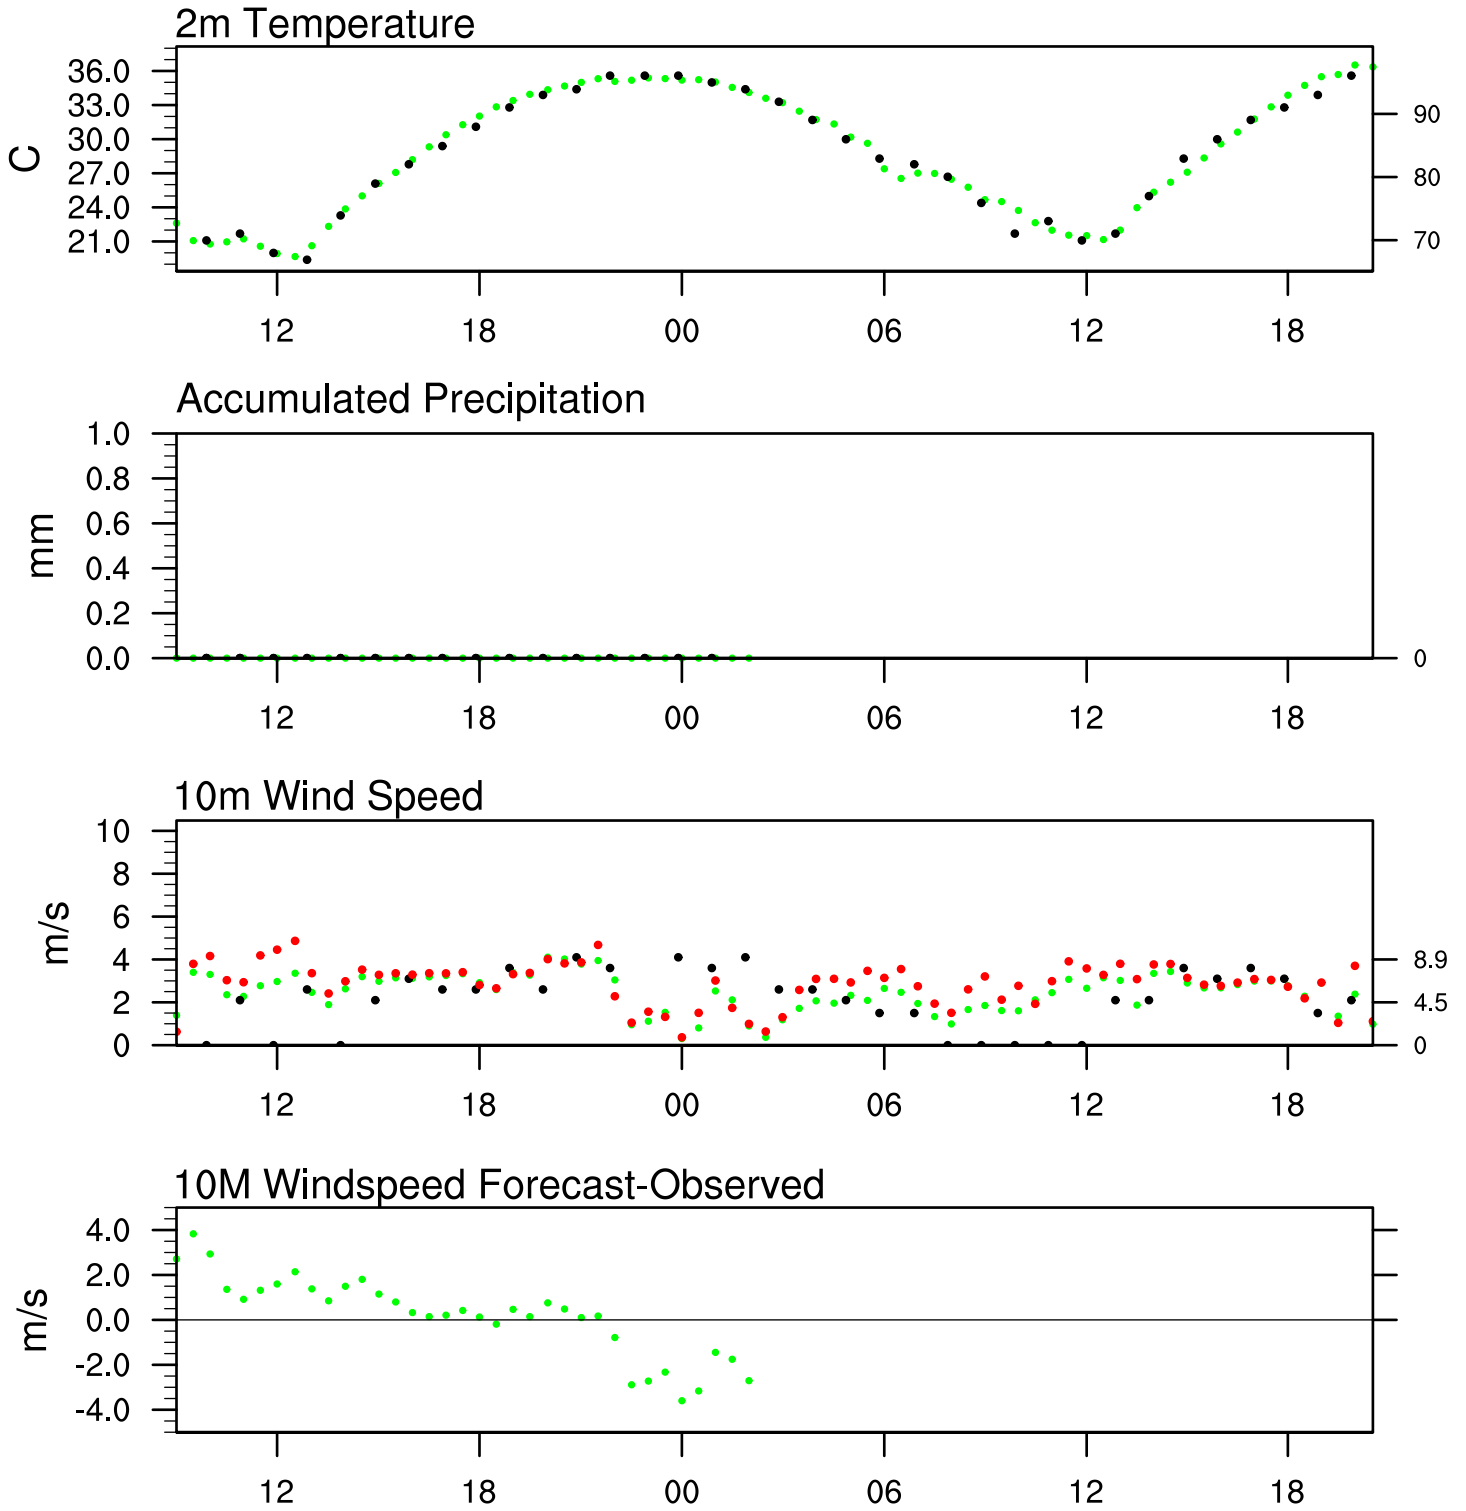 2m Temperature
36.0
33.0
30.0
27.0
24.0
21.0
C
90
80
70
12 18 00 06 12 18
Accumulated Precipitation
1.0
0.8
0.6
0.4
0.2
0.0
mm
0
12 18 00 06 12 18
10m Wind Speed
10
8
6
4
2
0
m/s
8.9
4.5
0
12 18 00 06 12 18
10M Windspeed Forecast-Observed
4.0
2.0
0.0
-2.0
-4.0
m/s
12 18 00 06 12 18